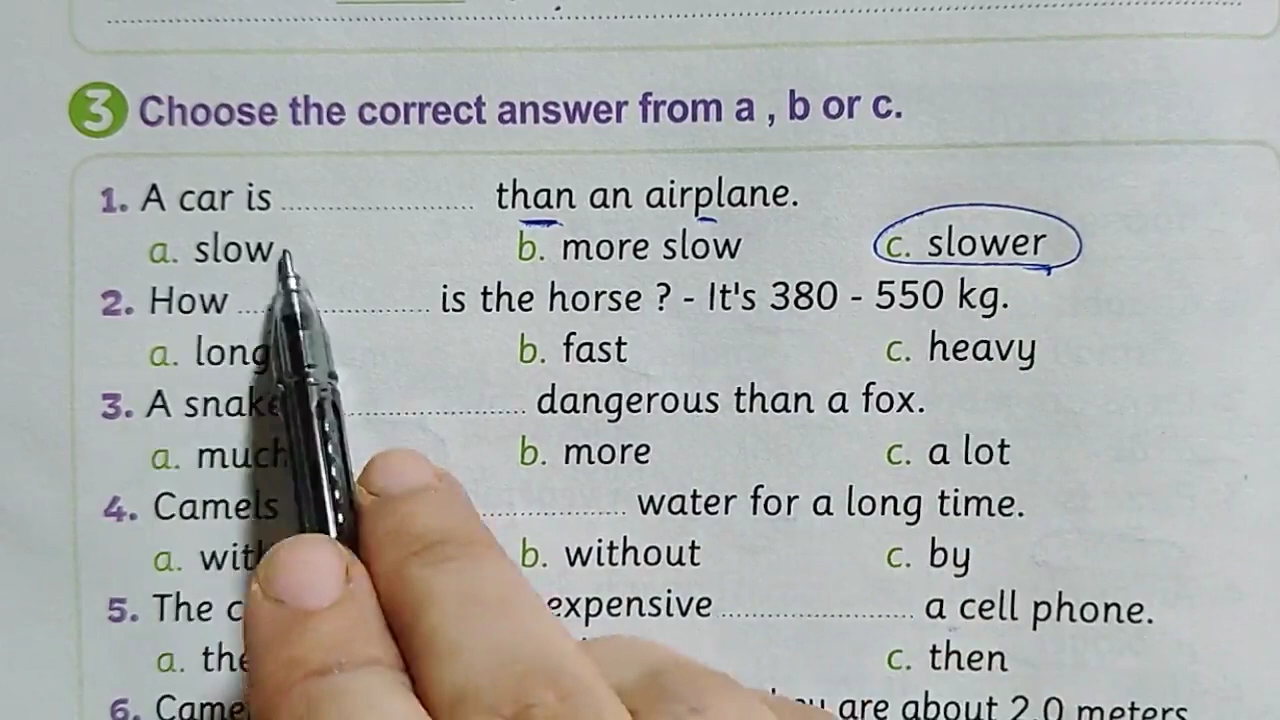 3 Choose the correct answer from a , b or c.
1. A car is ........................ than an airplane.
a. slow b. more slow c. slower
2. How ........................ is the horse ? - It's 380 - 550 kg.
a. long b. fast c. heavy
3. A snake ........................ dangerous than a fox.
a. much b. more c. a lot
4. Camels ........................ water for a long time.
b. without c. by
5. The expensive ........................ a cell phone.
c. then
6. are about 2.0 meters